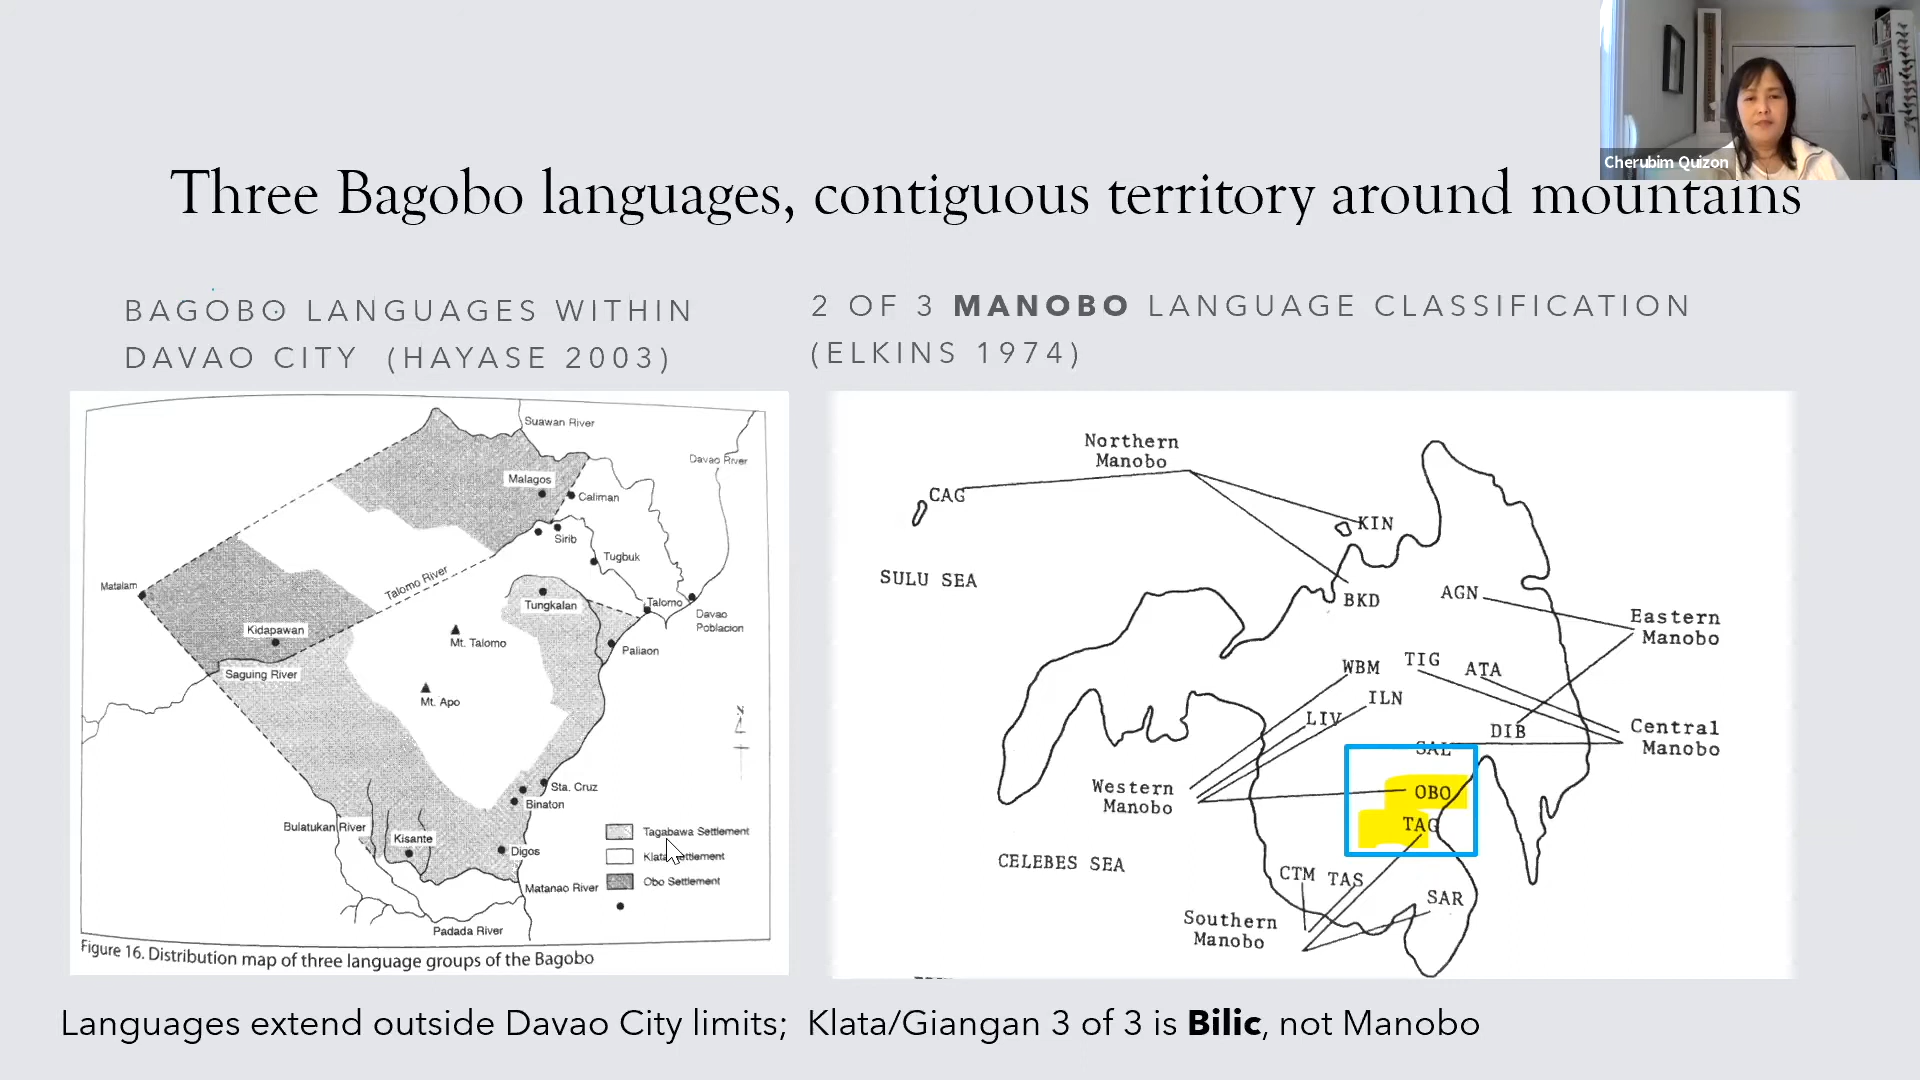 Cherubim Quizon
Three Bagobo languages, contiguous territory around mountains
BAGOBO LANGUAGES WITHIN
DAVAO CITY (HAYASE 2003)
2 OF 3 MANOBO LANGUAGE CLASSIFICATION
(ELKINS 1974)
Suawan River
Davao River
Malagos
Caliman
Sirib
Tugbuk
Matalam
Talomo River
Tungkalan
Talomo
Davao
Poblacion
Kidapawan
Mt. Talomo
Paliaon
Saguing River
Mt. Apo
N
Sta. Cruz
Binaton
Bulatukan River
Kisante
Digos
Tagabawa Settlement
Klata Settlement
Obo Settlement
Matanao River
Padada River
Figure 16. Distribution map of three language groups of the Bagobo
Northern
Manobo
CAG
KIN
SULU SEA
BKD
AGN
Eastern
Manobo
WBM
TIG
ATA
ILN
LIV
DIB
Central
Manobo
SAL
Western
Manobo
OBO
TAG
CELEBES SEA
CTM
TAS
SAR
Southern
Manobo
Languages extend outside Davao City limits; Klata/Giangan 3 of 3 is Bilic, not Manobo